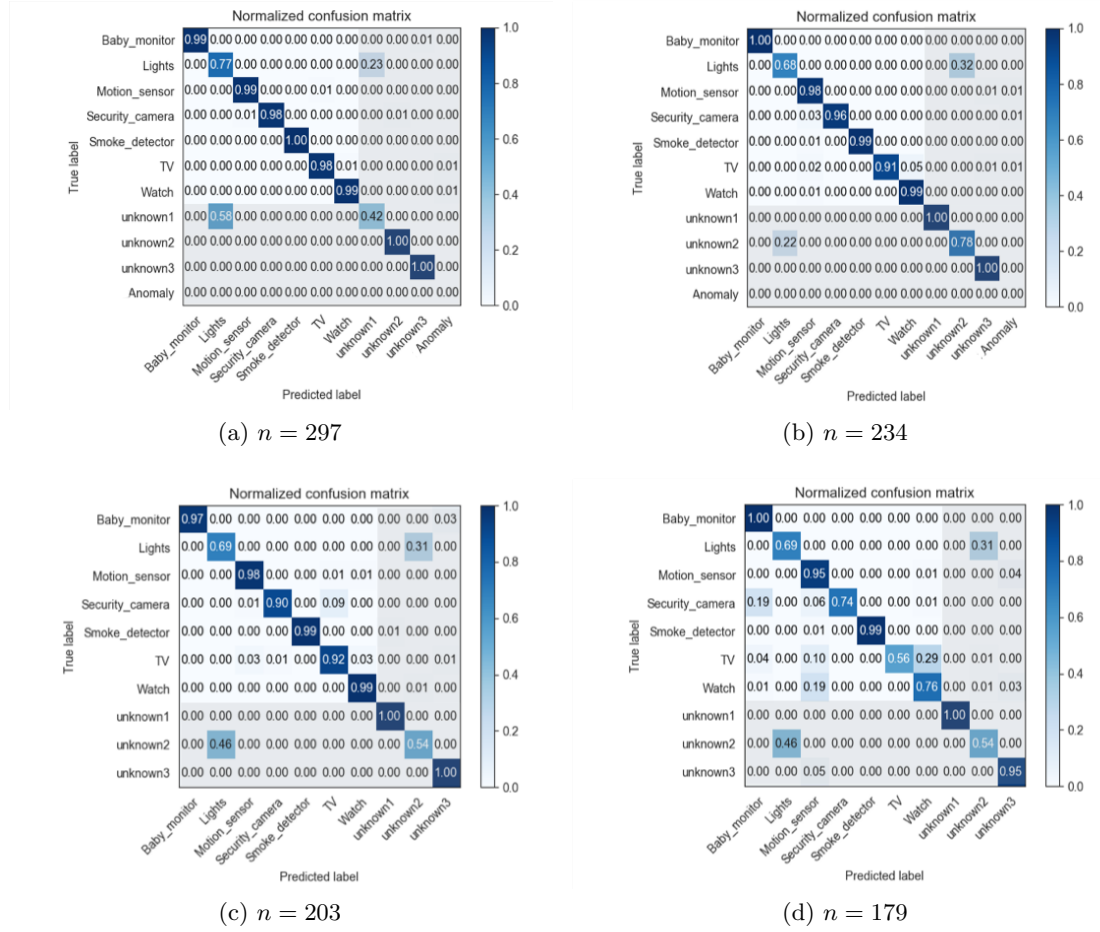 Normalized confusion matrix
Baby_monitor 0.99 0.00 0.00 0.00 0.00 0.00 0.00 0.00 0.00 0.01 0.00
Lights 0.00 0.77 0.00 0.00 0.00 0.00 0.00 0.23 0.00 0.00 0.00
Motion_sensor 0.00 0.00 0.99 0.00 0.00 0.01 0.00 0.00 0.00 0.00 0.00
Security_camera 0.00 0.00 0.01 0.98 0.00 0.00 0.00 0.00 0.01 0.00 0.00
Smoke_detector 0.00 0.00 0.00 0.00 1.00 0.00 0.00 0.00 0.00 0.00 0.00
TV 0.00 0.00 0.00 0.00 0.00 0.98 0.01 0.00 0.00 0.00 0.01
Watch 0.00 0.00 0.00 0.00 0.00 0.00 0.99 0.00 0.00 0.00 0.01
unknown1 0.00 0.58 0.00 0.00 0.00 0.00 0.00 0.42 0.00 0.00 0.00
unknown2 0.00 0.00 0.00 0.00 0.00 0.00 0.00 0.00 1.00 0.00 0.00
unknown3 0.00 0.00 0.00 0.00 0.00 0.00 0.00 0.00 0.00 1.00 0.00
Anomaly 0.00 0.00 0.00 0.00 0.00 0.00 0.00 0.00 0.00 0.00 0.00
True label
Baby_monitor Lights Motion_sensor Security_camera Smoke_detector TV Watch unknown1 unknown2 unknown3 Anomaly
Predicted label
1.0
0.8
0.6
0.4
0.2
0.0
(a) n = 297
Normalized confusion matrix
Baby_monitor 1.00 0.00 0.00 0.00 0.00 0.00 0.00 0.00 0.00 0.00 0.00
Lights 0.00 0.68 0.00 0.00 0.00 0.00 0.00 0.00 0.32 0.00 0.00
Motion_sensor 0.00 0.00 0.98 0.00 0.00 0.00 0.00 0.00 0.00 0.01 0.01
Security_camera 0.00 0.00 0.03 0.96 0.00 0.00 0.00 0.00 0.00 0.00 0.01
Smoke_detector 0.00 0.00 0.01 0.00 0.99 0.00 0.00 0.00 0.00 0.00 0.00
TV 0.00 0.00 0.02 0.00 0.00 0.91 0.05 0.00 0.00 0.01 0.01
Watch 0.00 0.00 0.01 0.00 0.00 0.00 0.99 0.00 0.00 0.00 0.00
unknown1 0.00 0.00 0.00 0.00 0.00 0.00 0.00 1.00 0.00 0.00 0.00
unknown2 0.00 0.22 0.00 0.00 0.00 0.00 0.00 0.00 0.78 0.00 0.00
unknown3 0.00 0.00 0.00 0.00 0.00 0.00 0.00 0.00 0.00 1.00 0.00
Anomaly 0.00 0.00 0.00 0.00 0.00 0.00 0.00 0.00 0.00 0.00 0.00
True label
Baby_monitor Lights Motion_sensor Security_camera Smoke_detector TV Watch unknown1 unknown2 unknown3 Anomaly
Predicted label
1.0
0.8
0.6
0.4
0.2
0.0
(b) n = 234
Normalized confusion matrix
Baby_monitor 0.97 0.00 0.00 0.00 0.00 0.00 0.00 0.00 0.00 0.03
Lights 0.00 0.69 0.00 0.00 0.00 0.00 0.00 0.00 0.31 0.00
Motion_sensor 0.00 0.00 0.98 0.00 0.00 0.01 0.01 0.00 0.00 0.00
Security_camera 0.00 0.00 0.01 0.90 0.00 0.09 0.00 0.00 0.00 0.00
Smoke_detector 0.00 0.00 0.00 0.00 0.99 0.00 0.00 0.01 0.00 0.00
TV 0.00 0.00 0.03 0.01 0.00 0.92 0.03 0.00 0.00 0.01
Watch 0.00 0.00 0.00 0.00 0.00 0.00 0.99 0.00 0.01 0.00
unknown1 0.00 0.00 0.00 0.00 0.00 0.00 0.00 1.00 0.00 0.00
unknown2 0.00 0.46 0.00 0.00 0.00 0.00 0.00 0.00 0.54 0.00
unknown3 0.00 0.00 0.00 0.00 0.00 0.00 0.00 0.00 0.00 1.00
True label
Baby_monitor Lights Motion_sensor Security_camera Smoke_detector TV Watch unknown1 unknown2 unknown3
Predicted label
1.0
0.8
0.6
0.4
0.2
0.0
(c) n = 203
Normalized confusion matrix
Baby_monitor 1.00 0.00 0.00 0.00 0.00 0.00 0.00 0.00 0.00 0.00
Lights 0.00 0.69 0.00 0.00 0.00 0.00 0.00 0.00 0.31 0.00
Motion_sensor 0.00 0.00 0.95 0.00 0.00 0.00 0.01 0.00 0.00 0.04
Security_camera 0.19 0.00 0.06 0.74 0.00 0.00 0.01 0.00 0.00 0.00
Smoke_detector 0.00 0.00 0.01 0.00 0.99 0.00 0.00 0.00 0.00 0.00
TV 0.04 0.00 0.10 0.00 0.00 0.56 0.29 0.00 0.01 0.00
Watch 0.01 0.00 0.19 0.00 0.00 0.00 0.76 0.00 0.01 0.03
unknown1 0.00 0.00 0.00 0.00 0.00 0.00 0.00 1.00 0.00 0.00
unknown2 0.00 0.46 0.00 0.00 0.00 0.00 0.00 0.00 0.54 0.00
unknown3 0.00 0.00 0.05 0.00 0.00 0.00 0.00 0.00 0.00 0.95
True label
Baby_monitor Lights Motion_sensor Security_camera Smoke_detector TV Watch unknown1 unknown2 unknown3
Predicted label
1.0
0.8
0.6
0.4
0.2
0.0
(d) n = 179